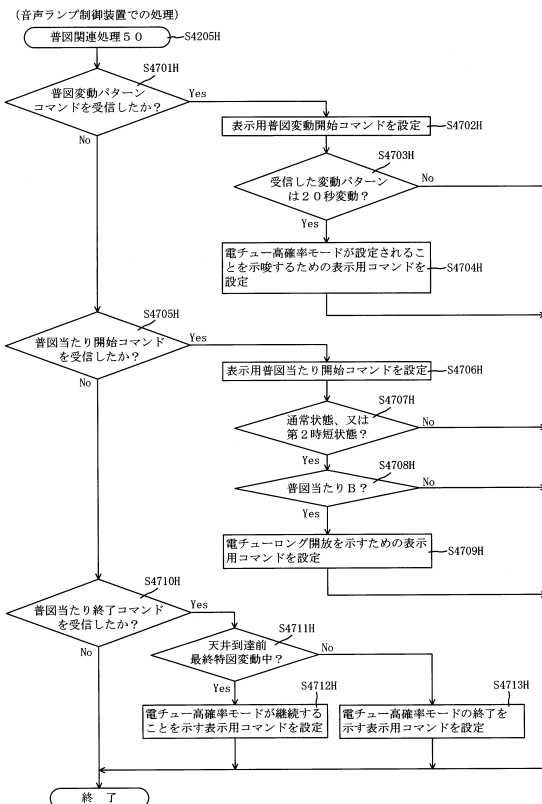 (音声ランプ制御装置での処理)
普図関連処理50
S4205H
S4701H
普図変動パターン
コマンドを受信したか?
Yes
No
表示用普図変動開始コマンドを設定
S4702H
S4703H
受信した変動パターン
は20秒変動?
No
Yes
電チュー高確率モードが設定されるこ
とを示唆するための表示用コマンドを
設定
S4704H
S4705H
普図当たり開始コマンド
を受信したか?
Yes
No
表示用普図当たり開始コマンドを設定
S4706H
S4707H
通常状態、又は
第2時短状態?
No
Yes
S4708H
普図当たりB?
No
Yes
電チューロング開放を示すための表示
用コマンドを設定
S4709H
S4710H
普図当たり終了コマンド
を受信したか?
Yes
No
S4711H
天井到達前
最終特図変動中?
No
Yes
S4712H
電チュー高確率モードが継続する
ことを示す表示用コマンドを設定
S4713H
電チュー高確率モードの終了を
示す表示用コマンドを設定
終 了